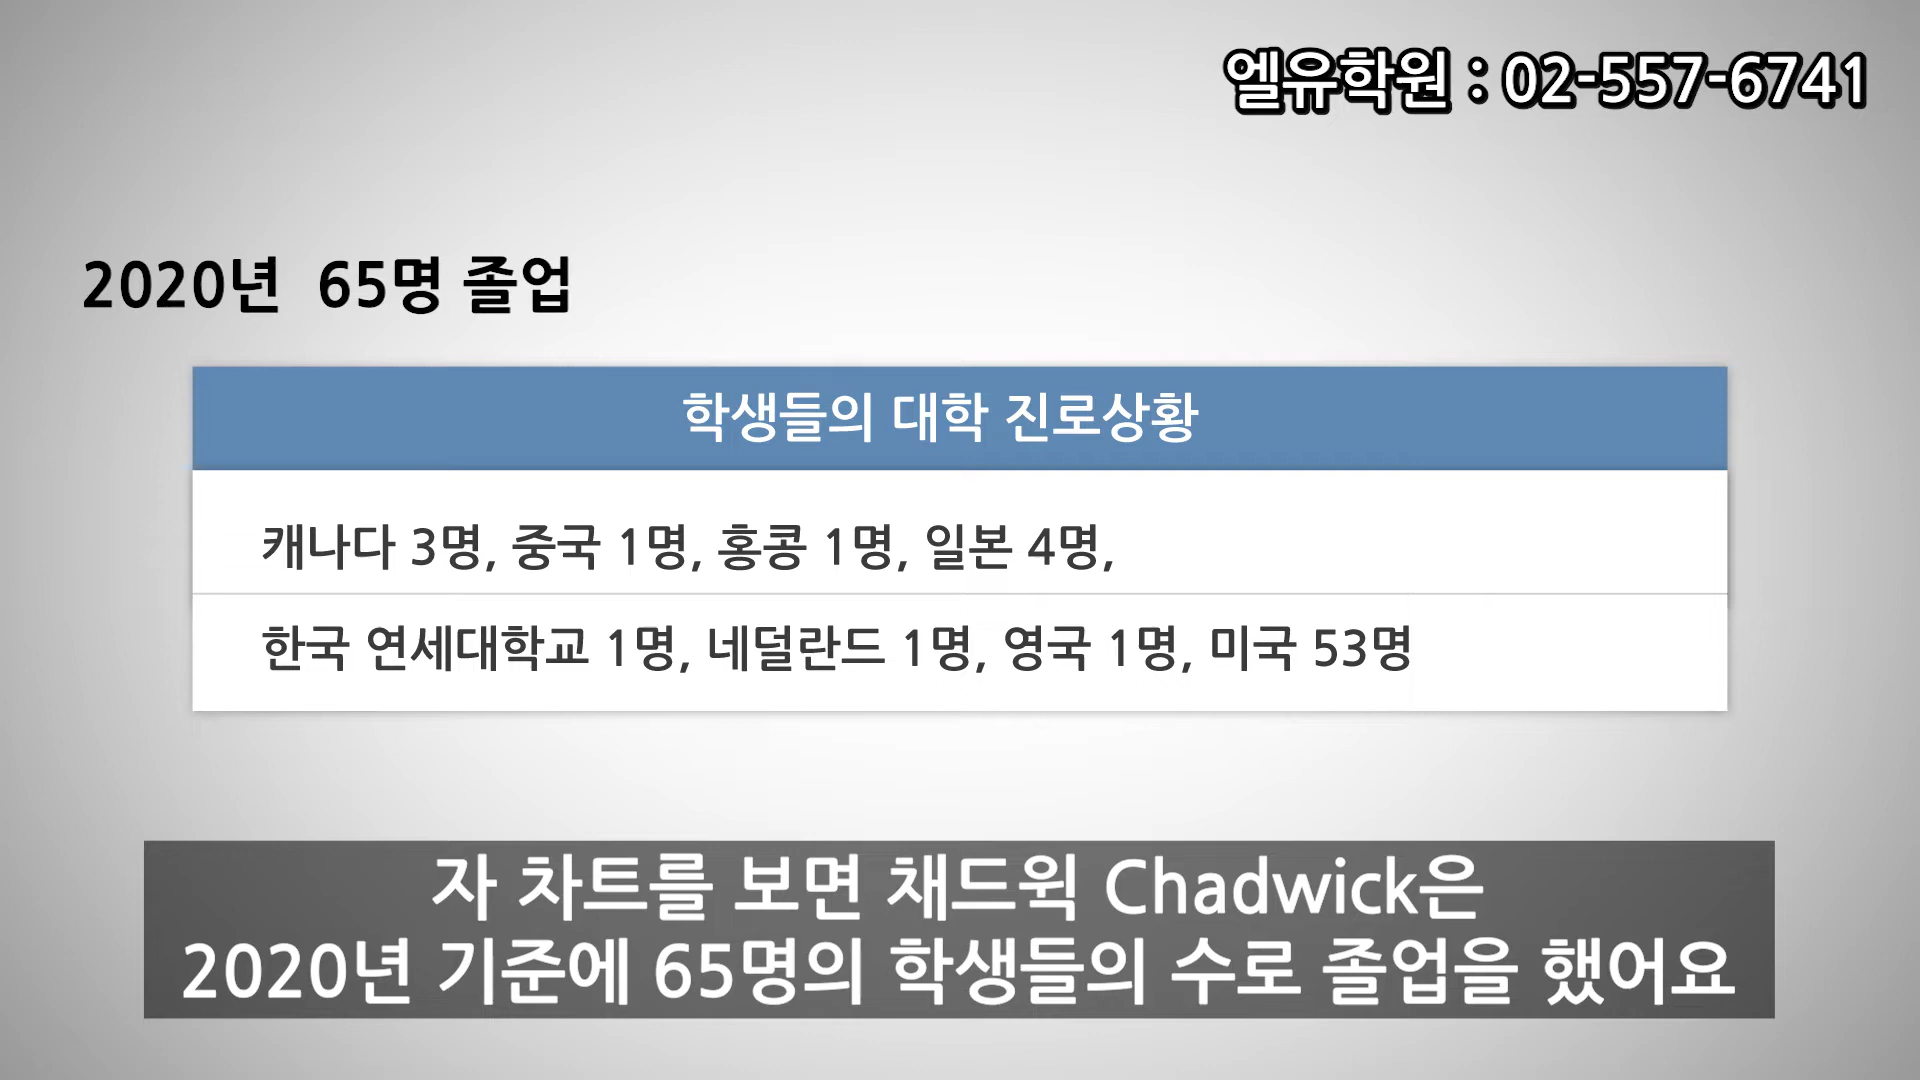 엘유학원 : 02-557-6741
2020년 65명 졸업
학생들의 대학 진로상황
캐나다 3명, 중국 1명, 홍콩 1명, 일본 4명,
한국 연세대학교 1명, 네덜란드 1명, 영국 1명, 미국 53명
자 차트를 보면 채드윅 Chadwick은
2020년 기준에 65명의 학생들의 수로 졸업을 했어요